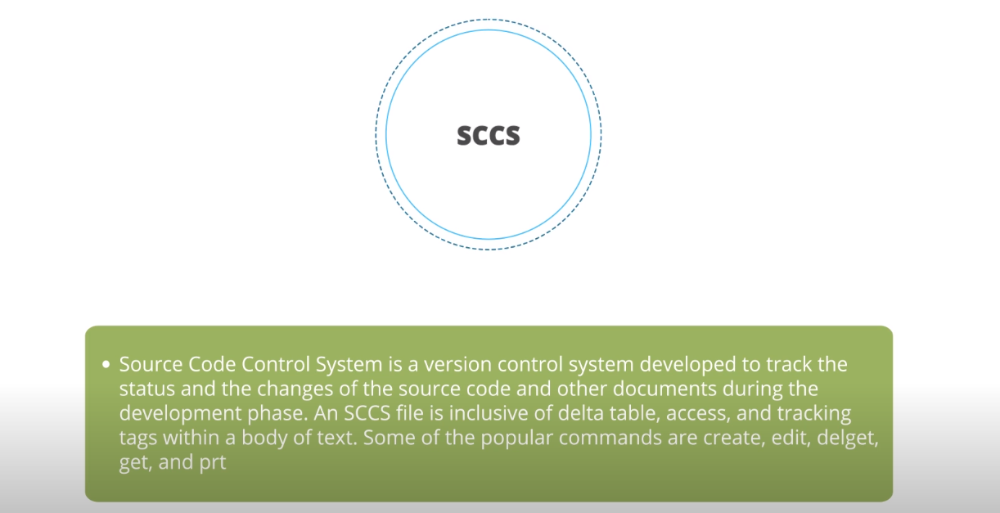 SCCS
• Source Code Control System is a version control system developed to track the
status and the changes of the source code and other documents during the
development phase. An SCCS file is inclusive of delta table, access, and tracking
tags within a body of text. Some of the popular commands are create, edit, delget,
get, and prt